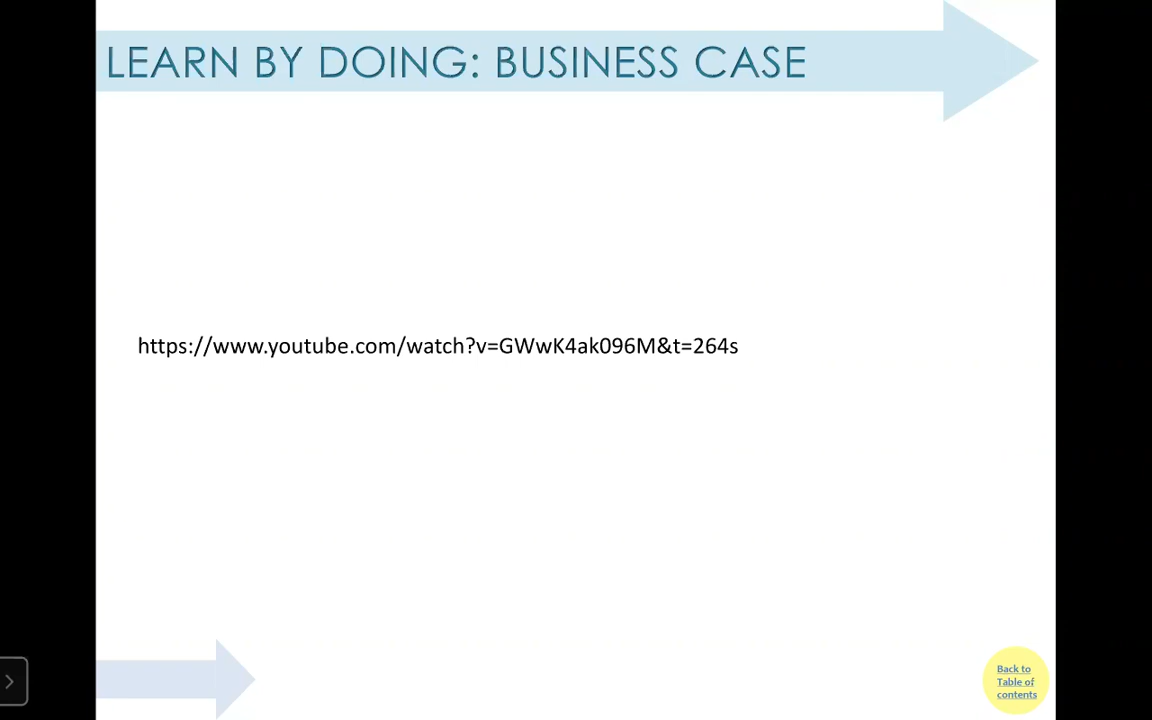 LEARN BY DOING: BUSINESS CASE
https://www.youtube.com/watch?v=GWwK4ak096M&t=264s
Back to
Table of
contents